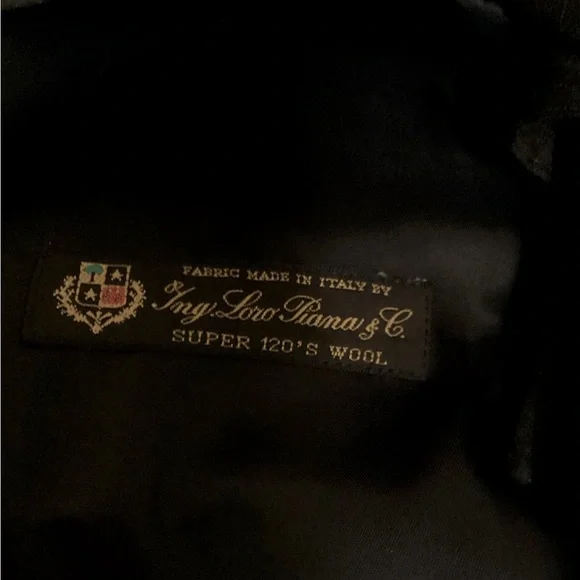 FABRIC MADE IN ITALY BY
Ing. Loro Piana & C.
SUPER 120'S WOOL